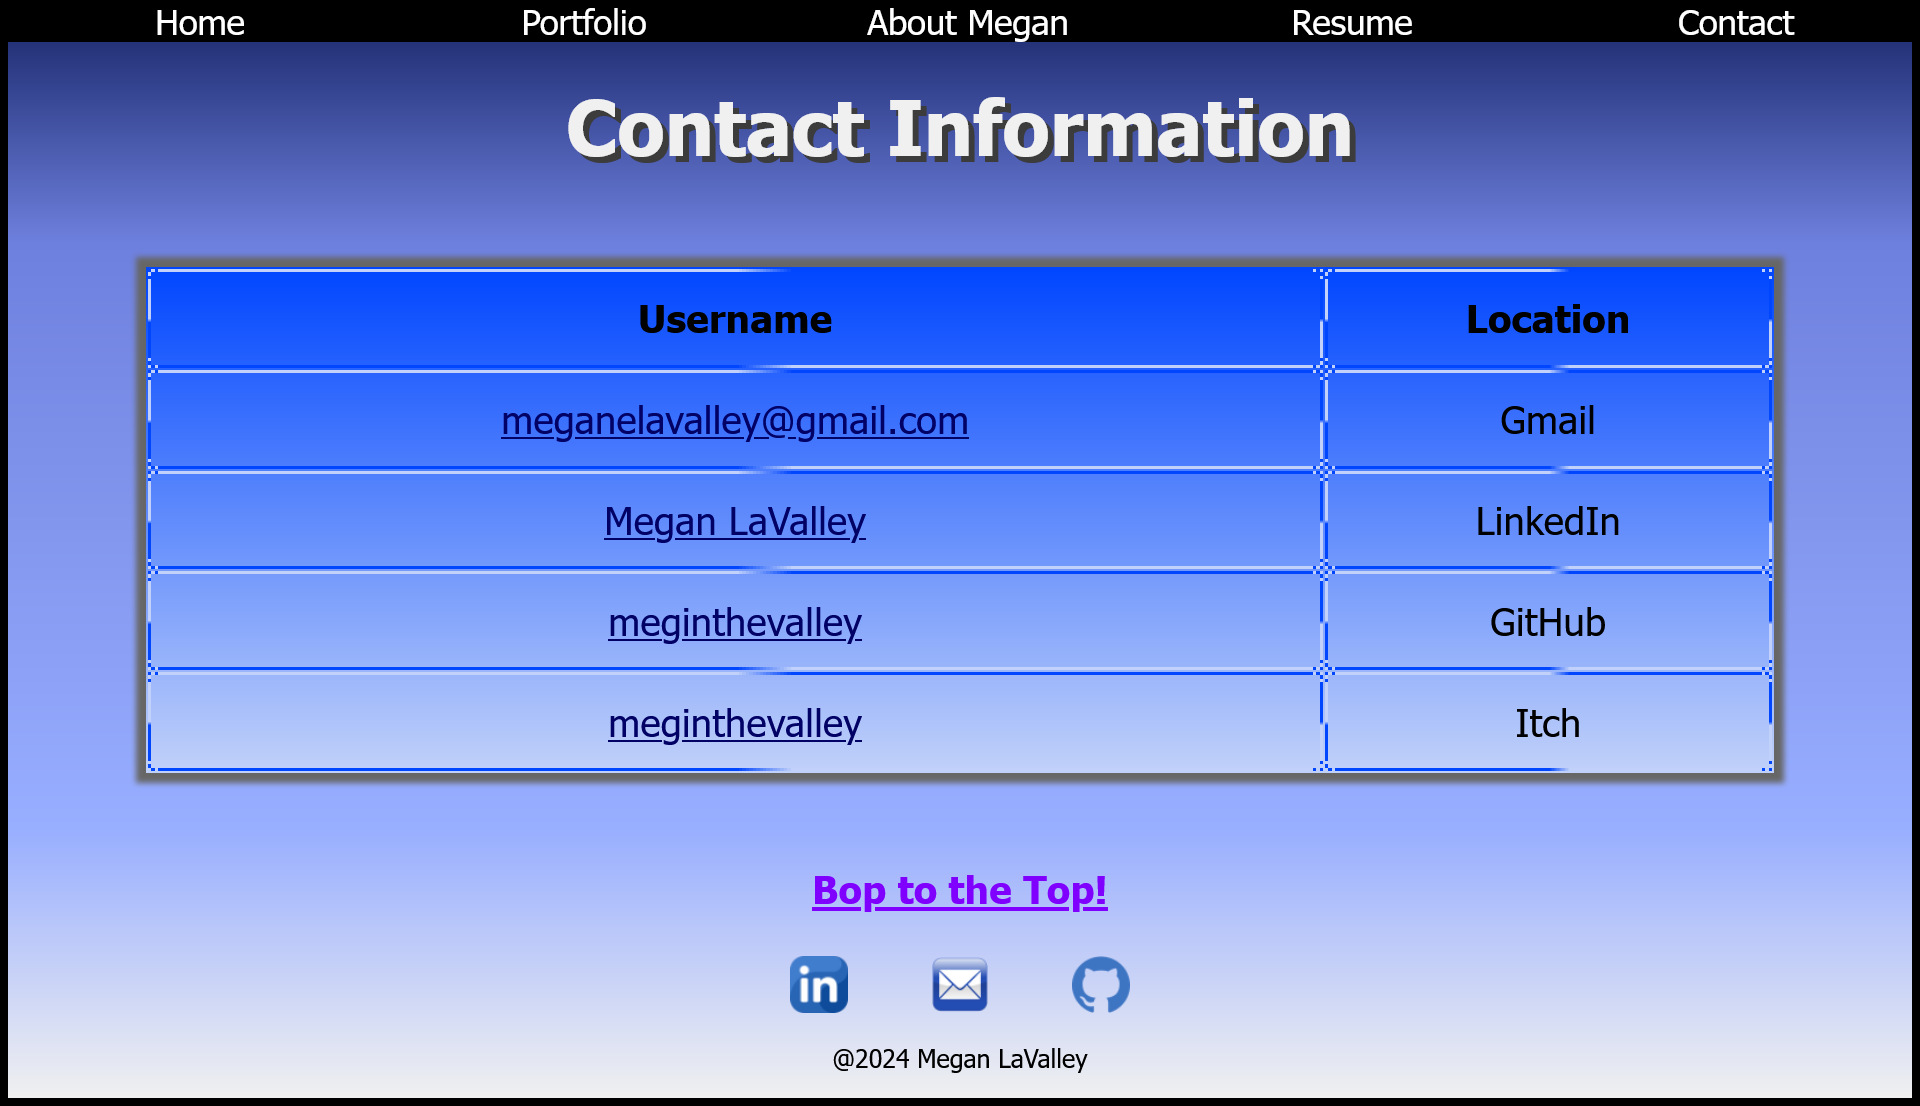 Home Portfolio About Megan Resume Contact
Contact Information
Username Location
meganelavalley@gmail.com Gmail
Megan LaValley LinkedIn
meginthevalley GitHub
meginthevalley Itch
Bop to the Top!
in
@2024 Megan LaValley